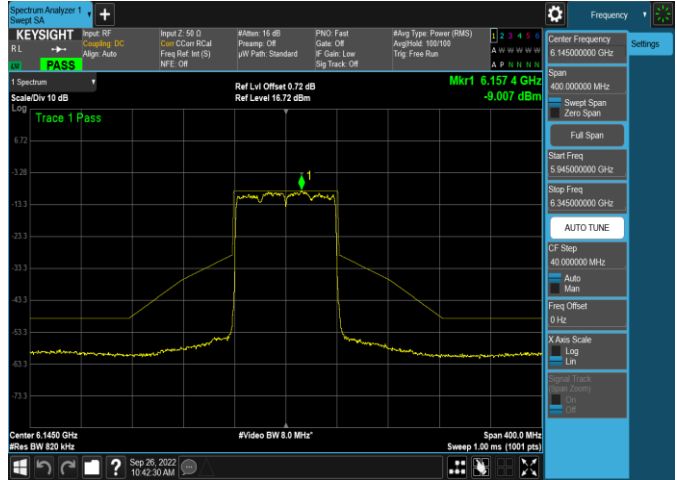 Spectrum Analyzer 1
Swept SA
Frequency
KEYSIGHT
RL
PASS
Input: RF
Coupling: DC
Align: Auto
Input Z: 50 Ω
Corr CCorr RCal
Freq Ref: Int (S)
NFE: Off
#Atten: 16 dB
Preamp: Off
µW Path: Standard
PNO: Fast
Gate: Off
IF Gain: Low
Sig Track: Off
#Avg Type: Power (RMS)
Avg|Hold: 100/100
Trig: Free Run
1 2 3 4 5 6
A W W W W W
A P N N N N
1 Spectrum
Scale/Div 10 dB
Ref Lvl Offset 0.72 dB
Ref Level 16.72 dBm
Mkr1 6.157 4 GHz
-9.007 dBm
Log
Trace 1 Pass
6.72
-3.28
-13.3
-23.3
-33.3
-43.3
-53.3
-63.3
-73.3
1
Center 6.1450 GHz
#Res BW 820 kHz
#Video BW 8.0 MHz*
Span 400.0 MHz
Sweep 1.00 ms (1001 pts)
Sep 26, 2022
10:42:30 AM
Center Frequency
6.145000000 GHz
Settings
Span
400.000000 MHz
Swept Span
Zero Span
Full Span
Start Freq
5.945000000 GHz
Stop Freq
6.345000000 GHz
AUTO TUNE
CF Step
40.000000 MHz
Auto
Man
Freq Offset
0 Hz
X Axis Scale
Log
Lin
Signal Track
(Span Zoom)
On
Off